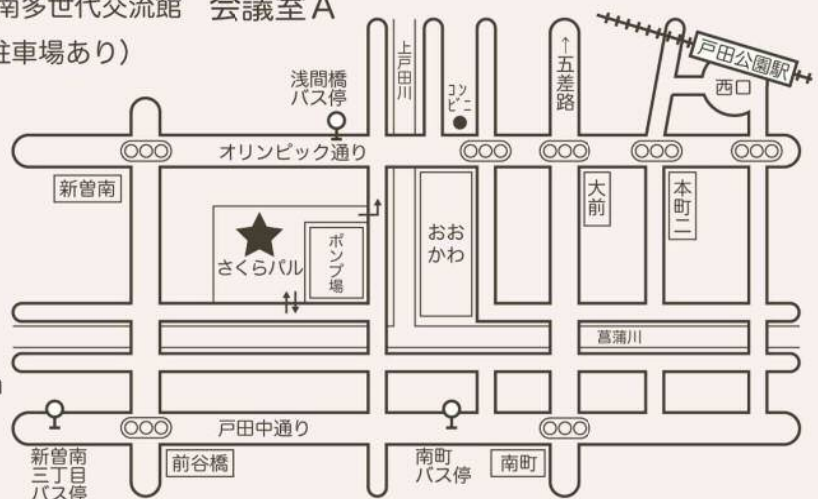 南多世代交流館 会議室A
駐車場あり）
浅間橋
バス停
上戸田川
コン
ビニ
↑五差路
戸田公園駅
西口
オリンピック通り
新曽南
さくらパル
ポンプ場
おお
かわ
大前
本町二
菖蒲川
戸田中通り
新曽南
三丁目
バス停
前谷橋
南町
バス停
南町